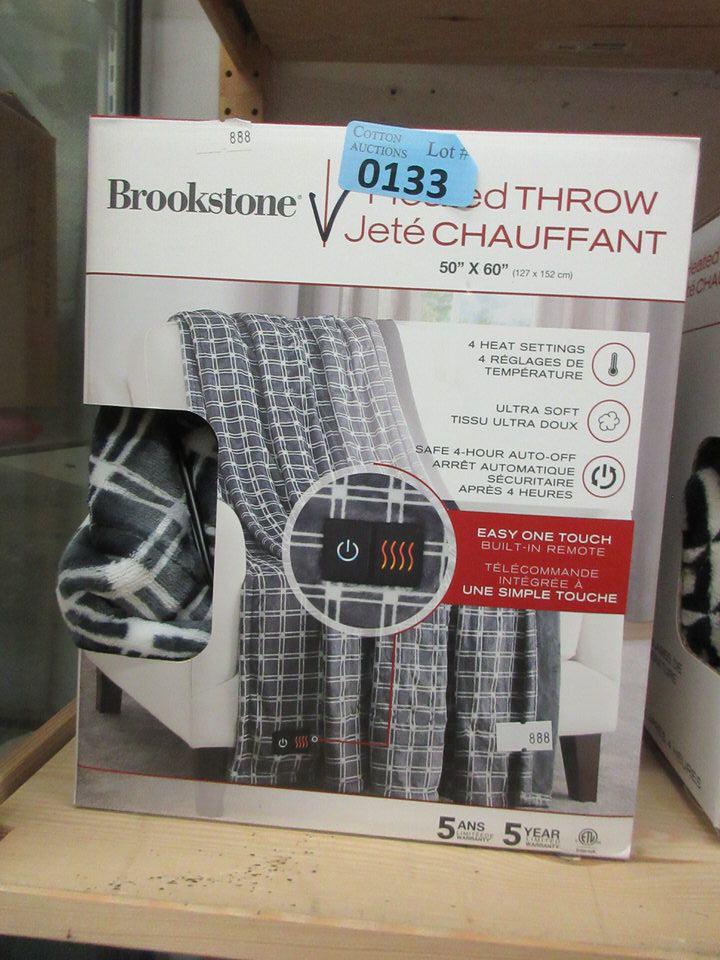 888
COTTON
AUCTIONS
Lot #
0133
Brookstone
THROW
Jeté CHAUFFANT
50" X 60" (127 x 152 cm)
4 HEAT SETTINGS
4 RÉGLAGES DE
TEMPÉRATURE
ULTRA SOFT
TISSU ULTRA DOUX
SAFE 4-HOUR AUTO-OFF
ARRÊT AUTOMATIQUE
SÉCURITAIRE
APRÈS 4 HEURES
EASY ONE TOUCH
BUILT-IN REMOTE
TÉLÉCOMMANDE
INTÉGRÉE À
UNE SIMPLE TOUCHE
888
5 ANS
5 YEAR
LIMITED
WARRANTY